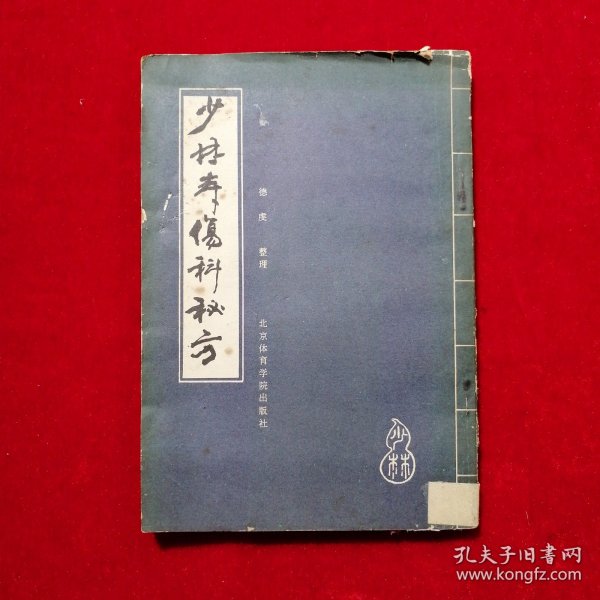 少林寺伤科秘方
德虔 整理
北京体育学院出版社
少林
孔夫子旧书网
www.kongfz.com